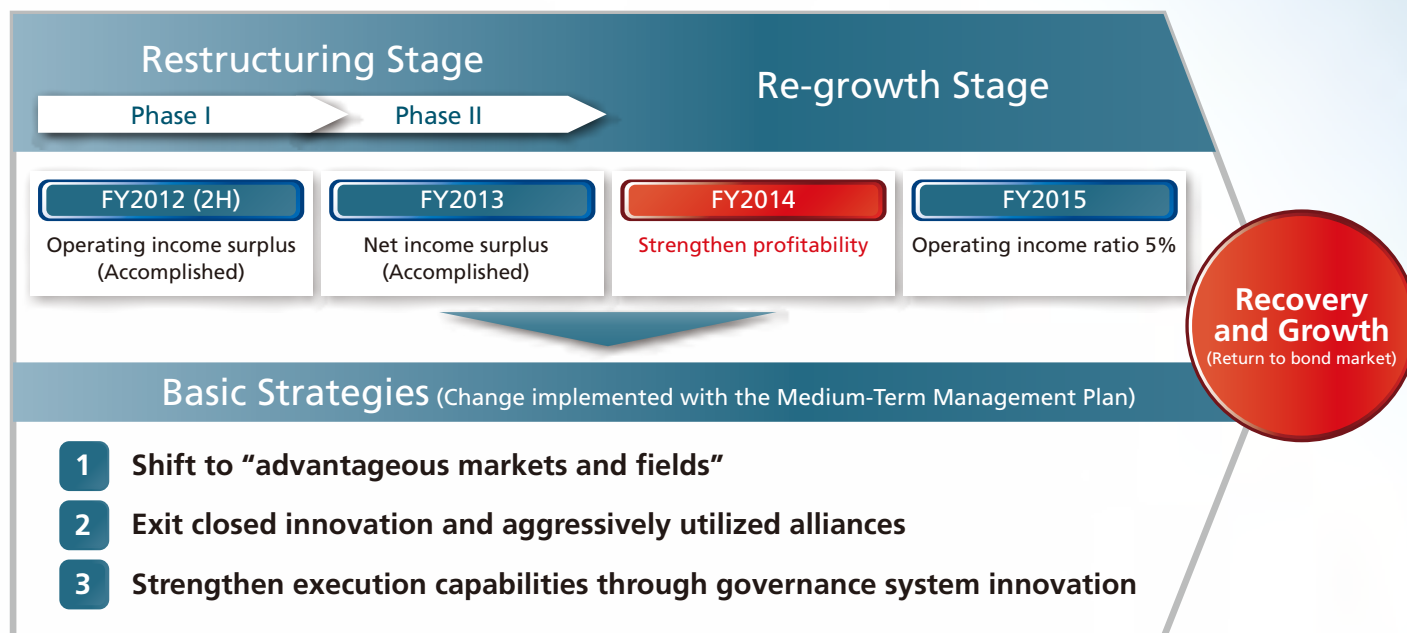 Restructuring Stage
Re-growth Stage
Phase I
Phase II
FY2012 (2H)
Operating income surplus
(Accomplished)
FY2013
Net income surplus
(Accomplished)
FY2014
Strengthen profitability
FY2015
Operating income ratio 5%
Recovery
and Growth
(Return to bond market)
Basic Strategies (Change implemented with the Medium-Term Management Plan)
1 Shift to “advantageous markets and fields”
2 Exit closed innovation and aggressively utilized alliances
3 Strengthen execution capabilities through governance system innovation